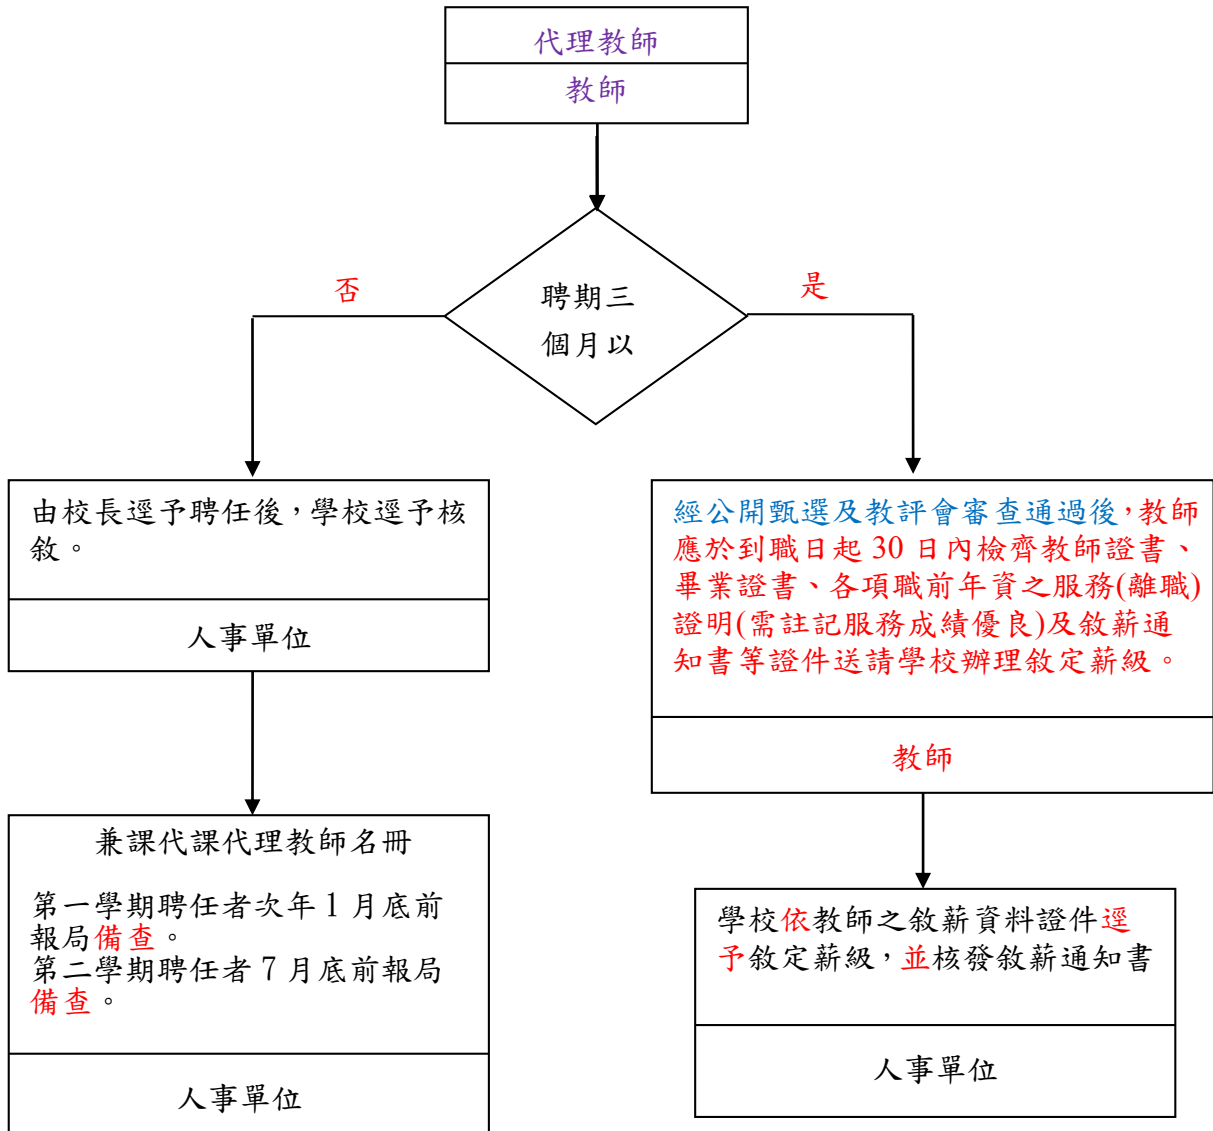 代理教師
教師
聘期三
個月以
否
是
由校長逕予聘任後，學校逕予核
敘。
人事單位
兼課代課代理教師名冊
第一學期聘任者次年 1 月底前
報局備查。
第二學期聘任者 7 月底前報局
備查。
人事單位
經公開甄選及教評會審查通過後，教師
應於到職日起 30 日內檢齊教師證書、
畢業證書、各項職前年資之服務(離職)
證明(需註記服務成績優良)及敘薪通
知書等證件送請學校辦理敘定薪級。
教師
學校依教師之敘薪資料證件逕
予敘定薪級，並核發敘薪通知書
人事單位